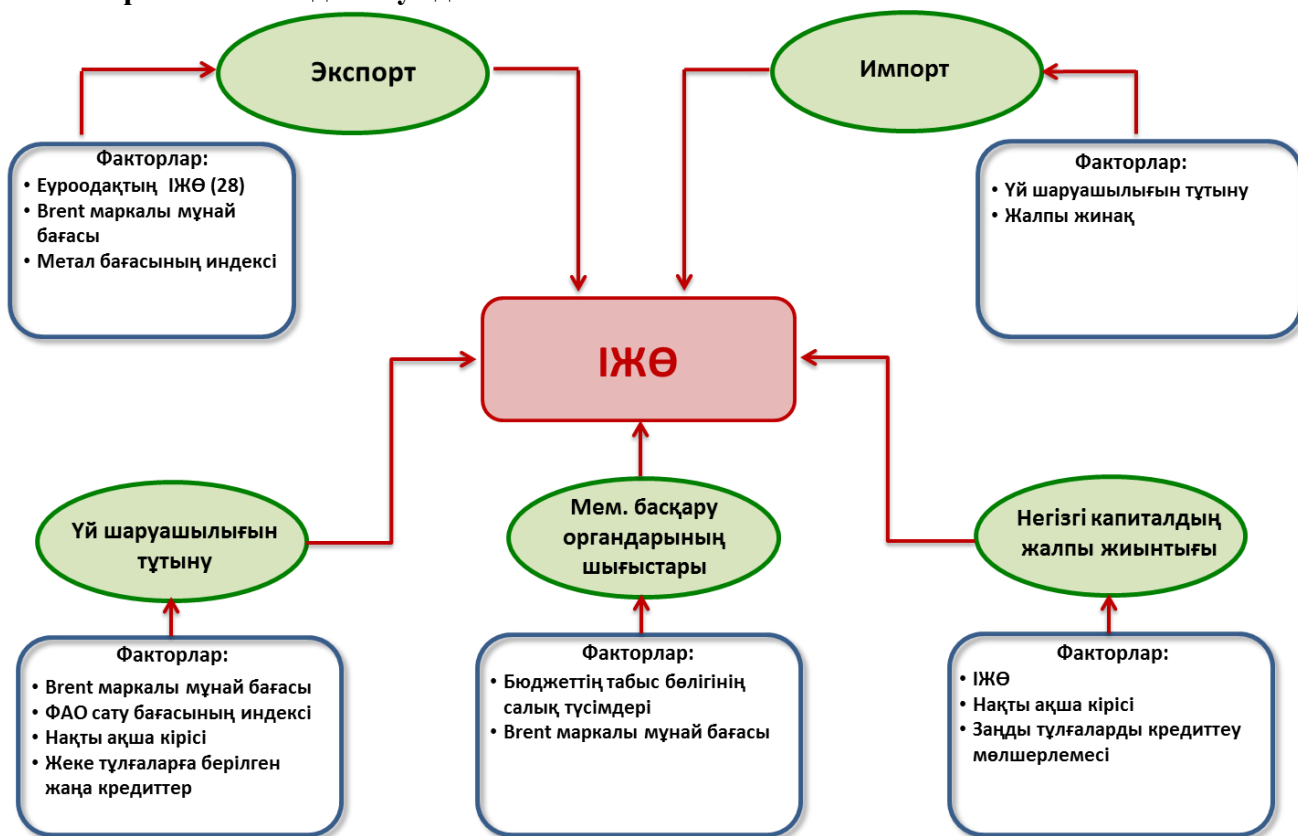 Экспорт
Импорт
Факторлар:
• Еуроодақтың ІЖӨ (28)
• Brent маркалы мұнай
бағасы
• Метал бағасының индексі
Факторлар:
• Үй шаруашылығын тұтыну
• Жалпы жинақ
ІЖӨ
Үй шаруашылығын
тұтыну
Мем. басқару
органдарының
шығыстары
Негізгі капиталдың
жалпы жиынтығы
Факторлар:
• Brent маркалы мұнай бағасы
• ФАО сату бағасының индексі
• Нақты ақша кірісі
• Жеке тұлғаларға берілген
жаңа кредиттер
Факторлар:
• Бюджеттің табыс бөлігінің
салық түсімдері
• Brent маркалы мұнай бағасы
Факторлар:
• ІЖӨ
• Нақты ақша кірісі
• Заңды тұлғаларды кредиттеу
мөлшерлемесі